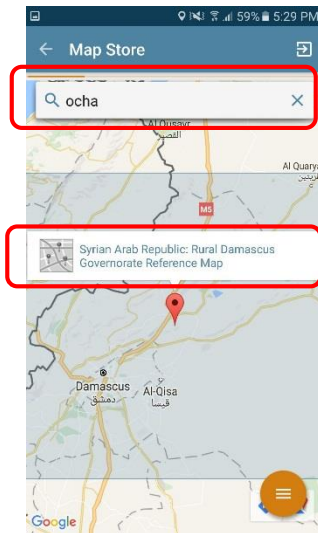 59% 5:29 PM
Map Store
ocha
Al Qusayr
القصير
Al Quary
M5
Syrian Arab Republic: Rural Damascus
Governorate Reference Map
Damascus
دمشق
Al-Qisa
قيسا
Google